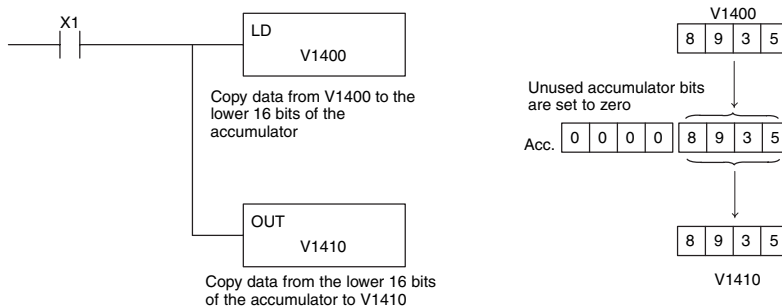 X1
LD
V1400
Copy data from V1400 to the
lower 16 bits of the
accumulator
OUT
V1410
Copy data from the lower 16 bits
of the accumulator to V1410
V1400
8 9 3 5
Unused accumulator bits
are set to zero
Acc. 0 0 0 0 8 9 3 5
8 9 3 5
V1410